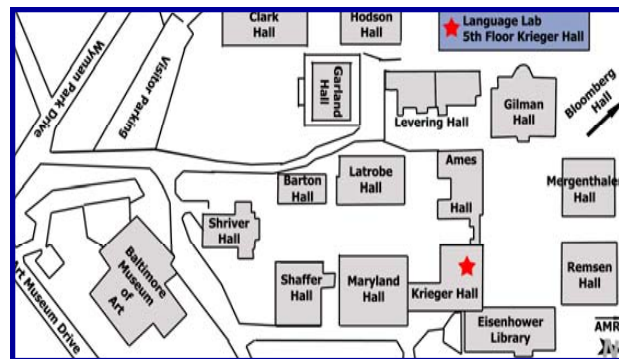 Clark
Hall
Hodson
Hall
Language Lab
5th Floor Krieger Hall
Wyman Park Drive
Visitor Parking
Garland
Hall
Levering Hall
Gilman
Hall
Bloomberg
Hall
Barton
Hall
Latrobe
Hall
Ames
Hall
Mergenthaler
Hall
Shriver
Hall
Baltimore
Museum
of
Art
Art Museum Drive
Shaffer
Hall
Maryland
Hall
Krieger Hall
Remsen
Hall
Eisenhower
Library
AMR
N